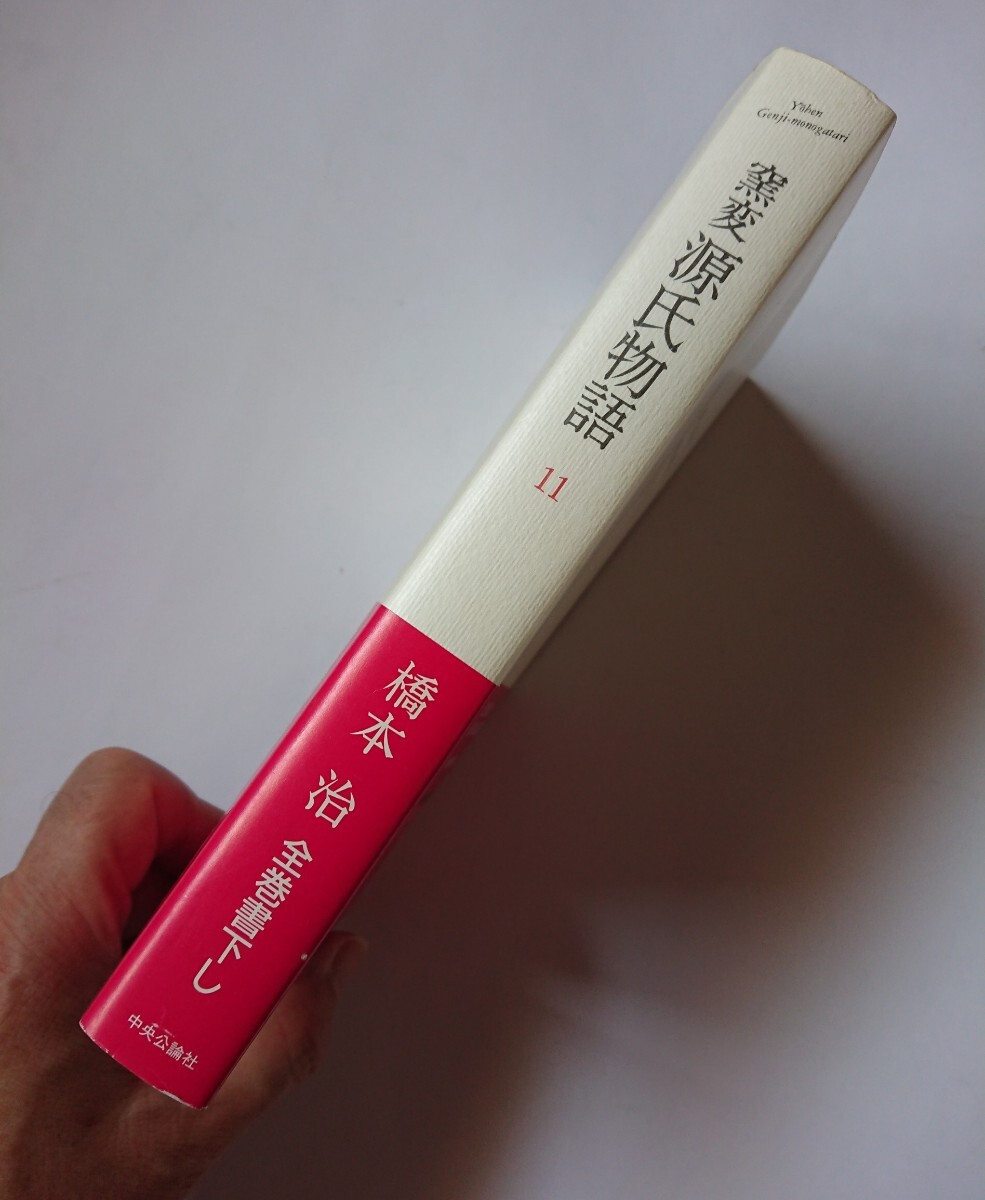 Yōben
Genji-monogatari
窯変 源氏物語
11
橋本 治
全巻書下し
中央公論社